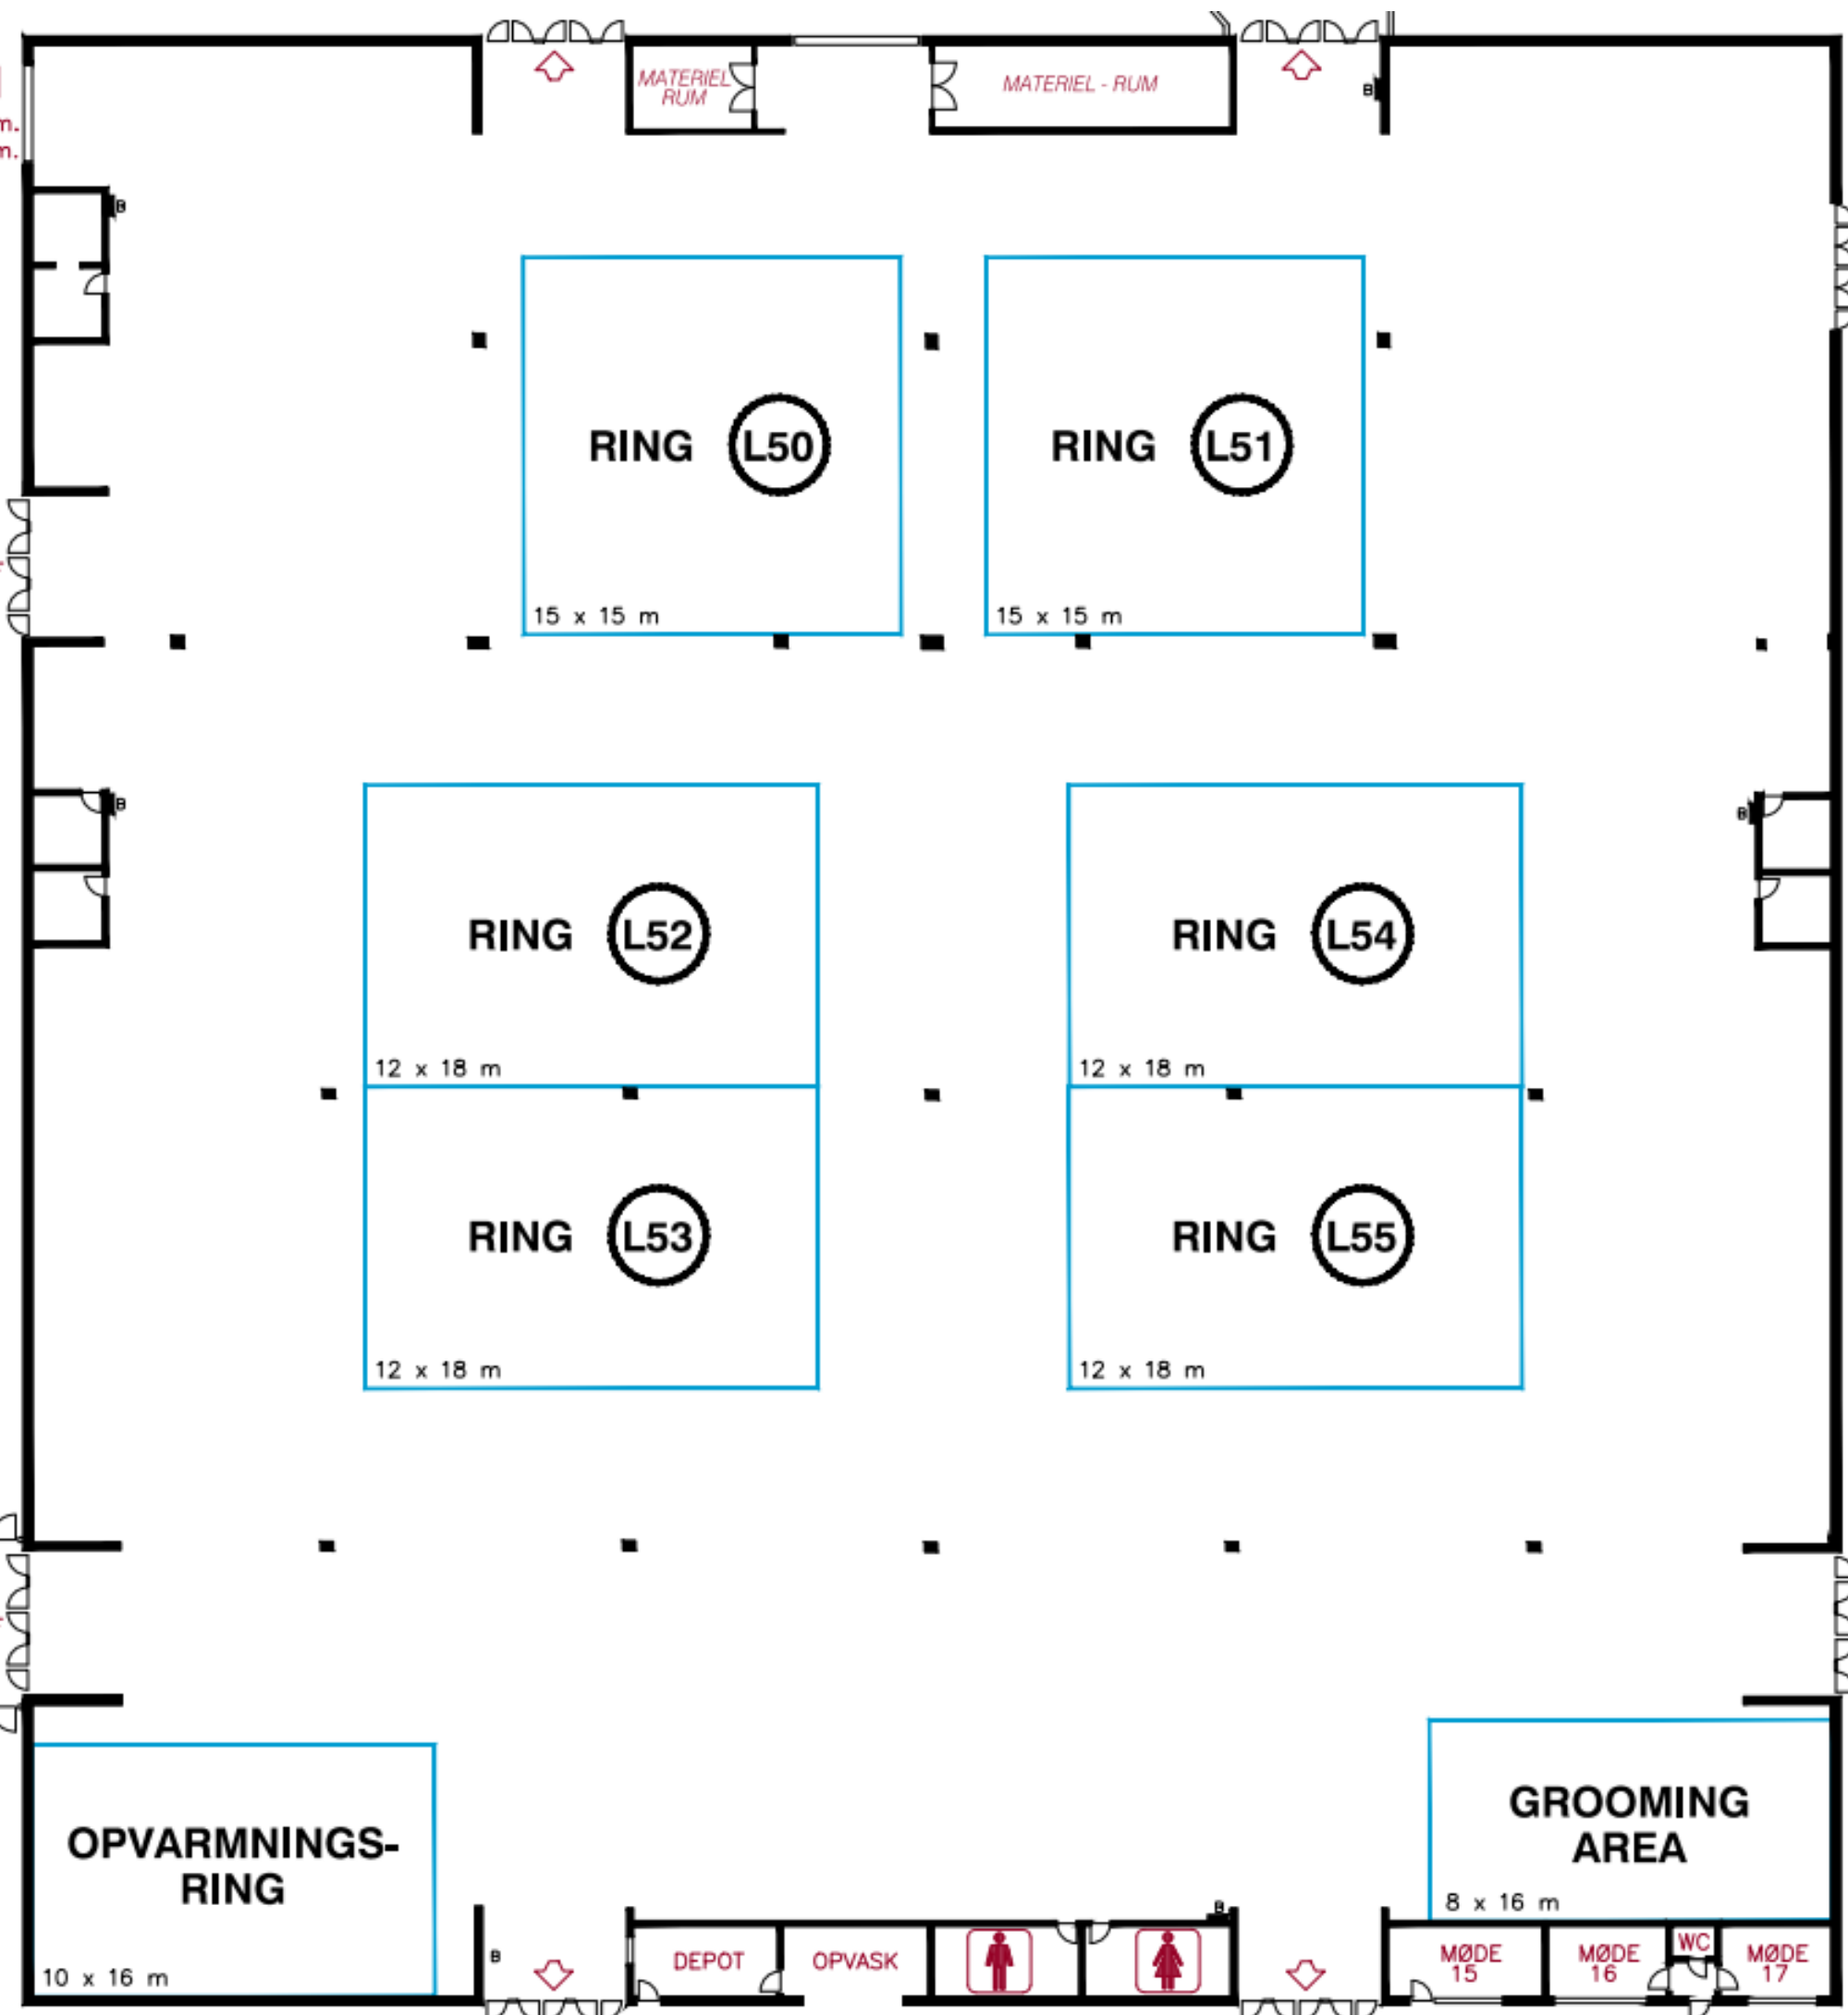 MATERIEL
RUM
MATERIEL - RUM
B
m.
m.
B
RING L50
RING L51
15 x 15 m
15 x 15 m
B
B
RING L52
RING L54
12 x 18 m
12 x 18 m
RING L53
RING L55
12 x 18 m
12 x 18 m
OPVARMNINGS-
RING
10 x 16 m
GROOMING
AREA
8 x 16 m
B
B
DEPOT
OPVASK
MØDE
15
MØDE
16
WC
MØDE
17